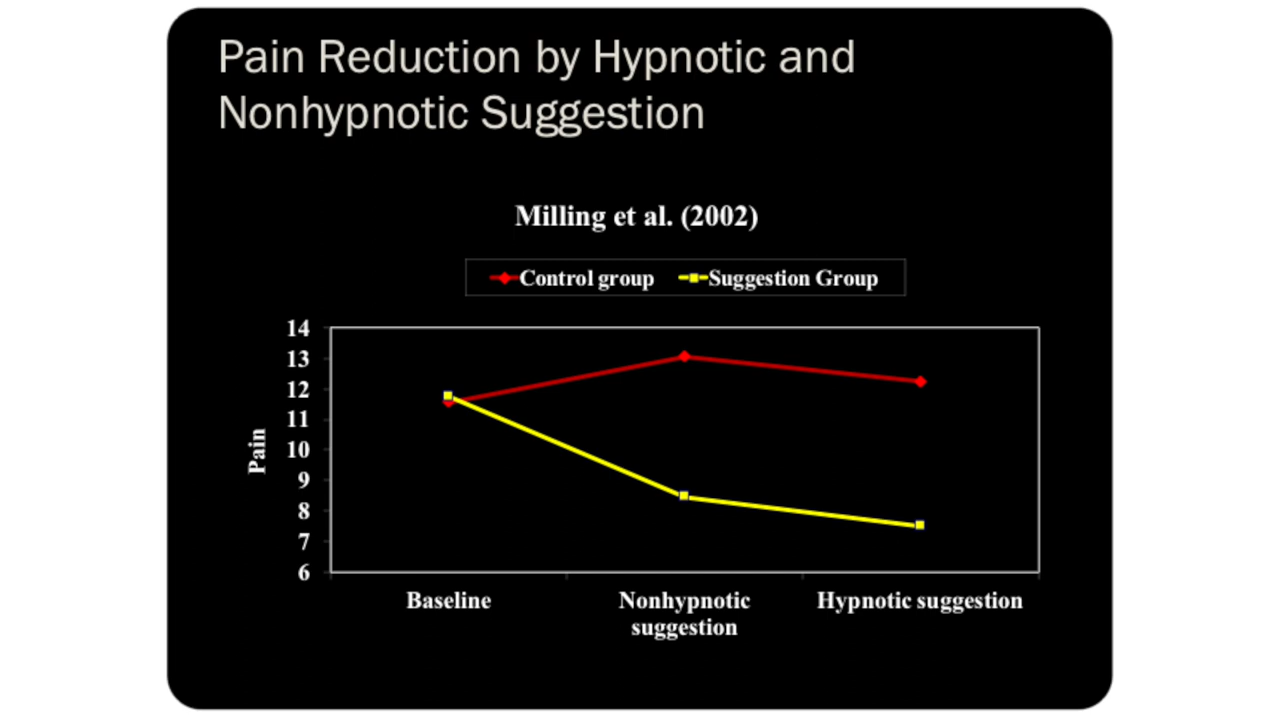 Pain Reduction by Hypnotic and
Nonhypnotic Suggestion
Milling et al. (2002)
Control group Suggestion Group
14
13
12
11
10
9
8
7
6
Pain
Baseline Nonhypnotic Hypnotic suggestion
suggestion